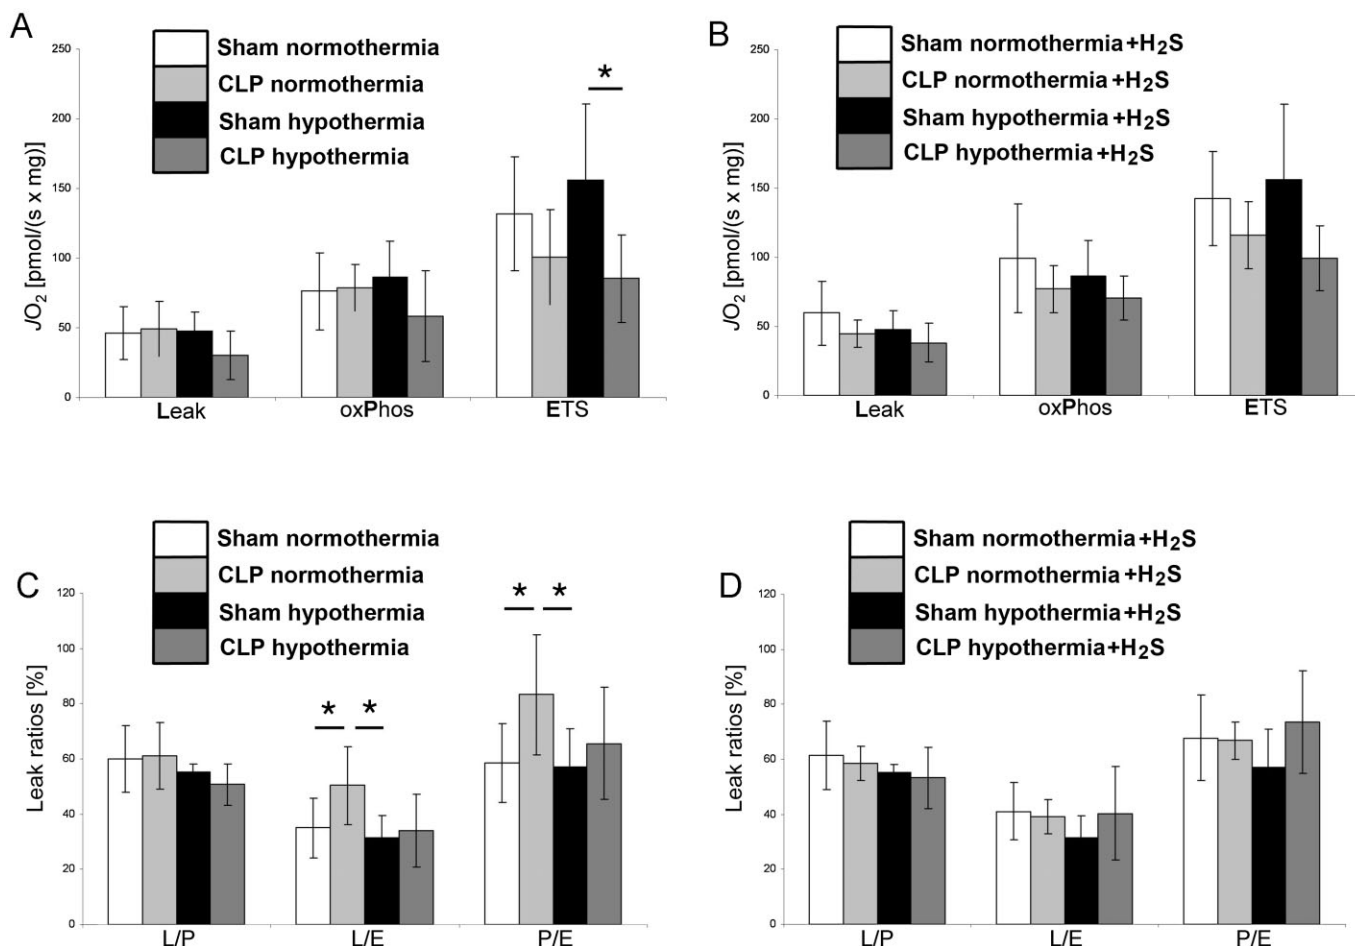 A
Sham normothermia
CLP normothermia
Sham hypothermia
CLP hypothermia
*
250
200
150
100
50
0
JO₂ [pmol/(s x mg)]
Leak
oxPhos
ETS
B
Sham normothermia+H₂S
CLP normothermia+H₂S
Sham hypothermia+H₂S
CLP hypothermia+H₂S
250
200
150
100
50
0
JO₂ [pmol/(s x mg)]
Leak
oxPhos
ETS
C
Sham normothermia
CLP normothermia
Sham hypothermia
CLP hypothermia
* *
* *
120
100
80
60
40
20
0
Leak ratios [%]
L/P
L/E
P/E
D
Sham normothermia+H₂S
CLP normothermia+H₂S
Sham hypothermia+H₂S
CLP hypothermia+H₂S
120
100
80
60
40
20
0
Leak ratios [%]
L/P
L/E
P/E